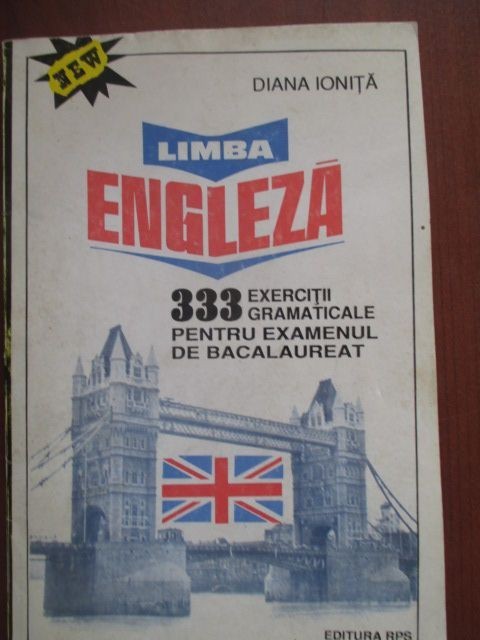 NEW
DIANA IONIȚĂ
LIMBA
ENGLEZĂ
333 EXERCIȚII
GRAMATICALE
PENTRU EXAMENUL
DE BACALAUREAT
EDITURA RPS